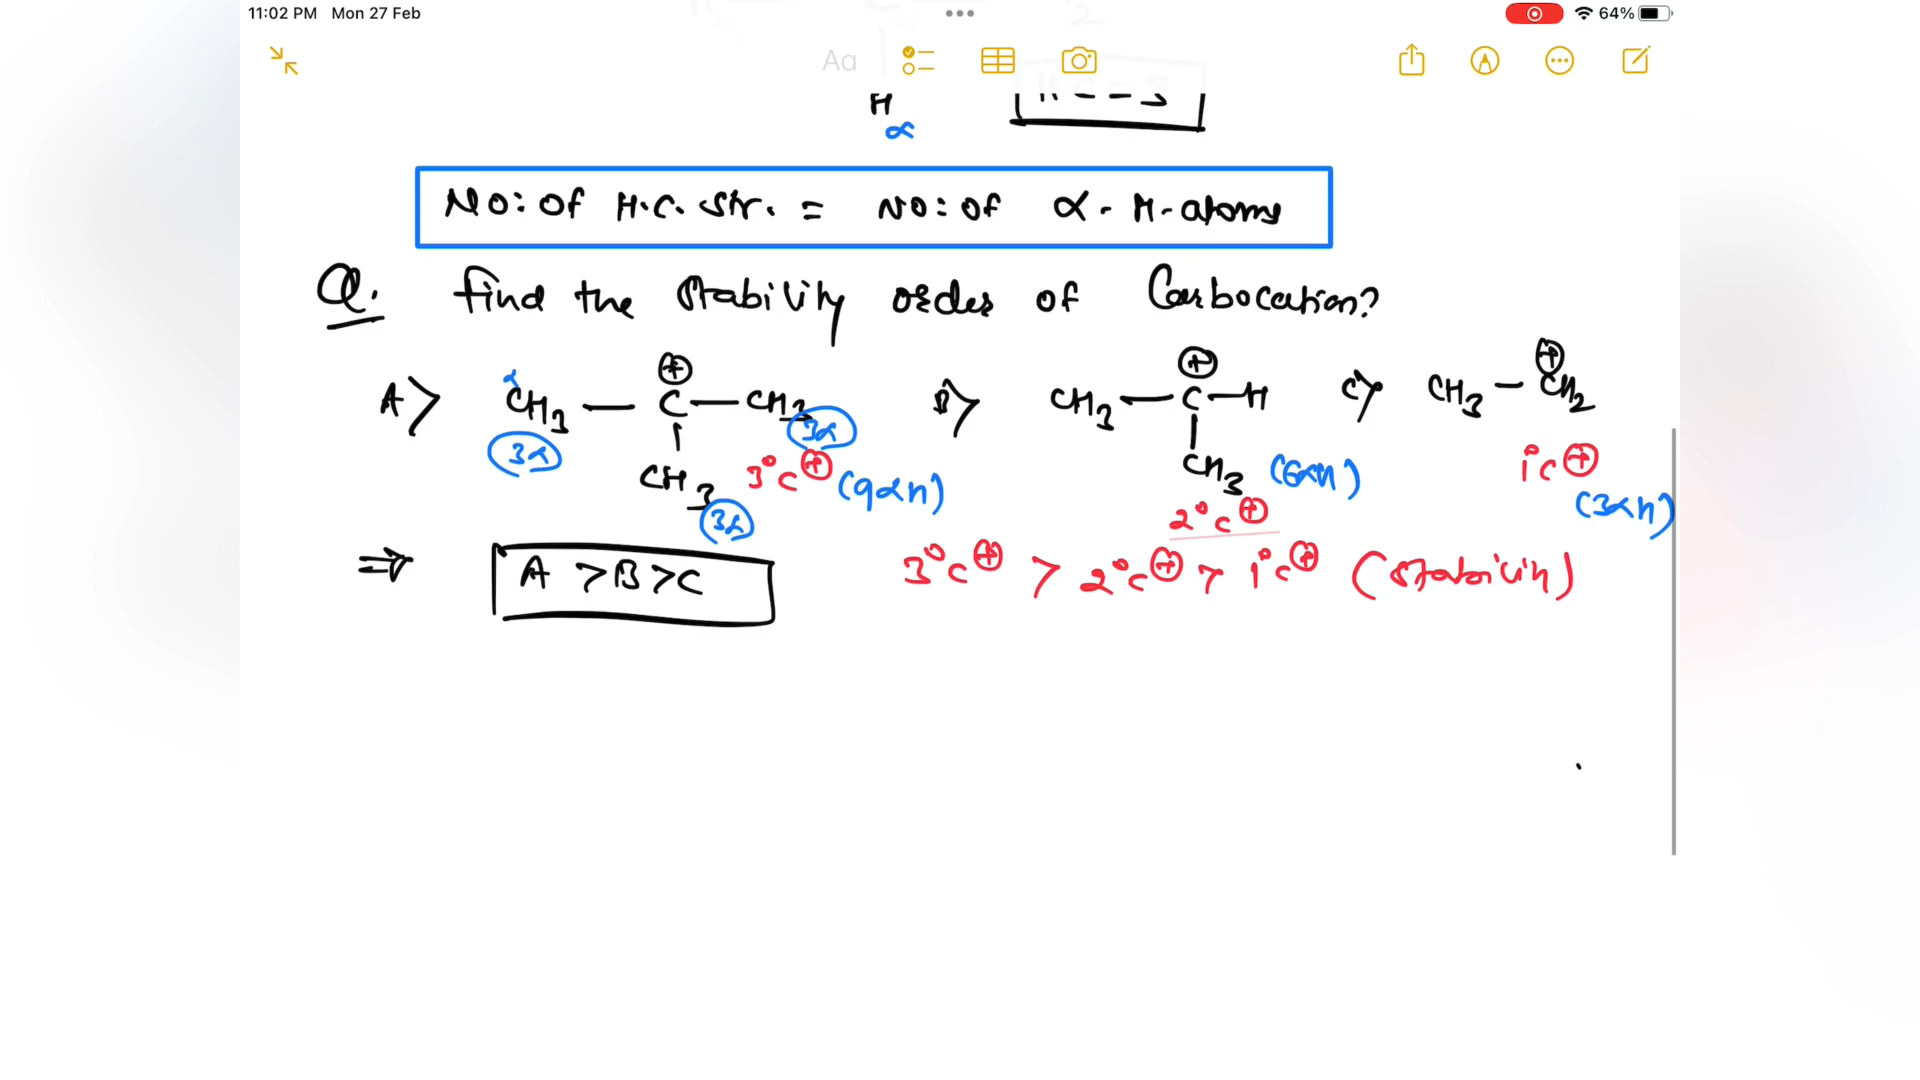 11:02 PM Mon 27 Feb
64%
Aa
H
α
No: of H.C. Str. = No: of α - H-atoms
Q. Find the Stability order of Carbocation?
A> CH3 — C — CH3 B> CH3 — C — H C> CH3 — CH2
α + + +
3α 3α
CH3 3°C+ (9αH) CH3 (6αH) 1°C+
3α 2°C+ (3αH)
⇒ A > B > C 3°C+ > 2°C+ > 1°C+ (Stability)